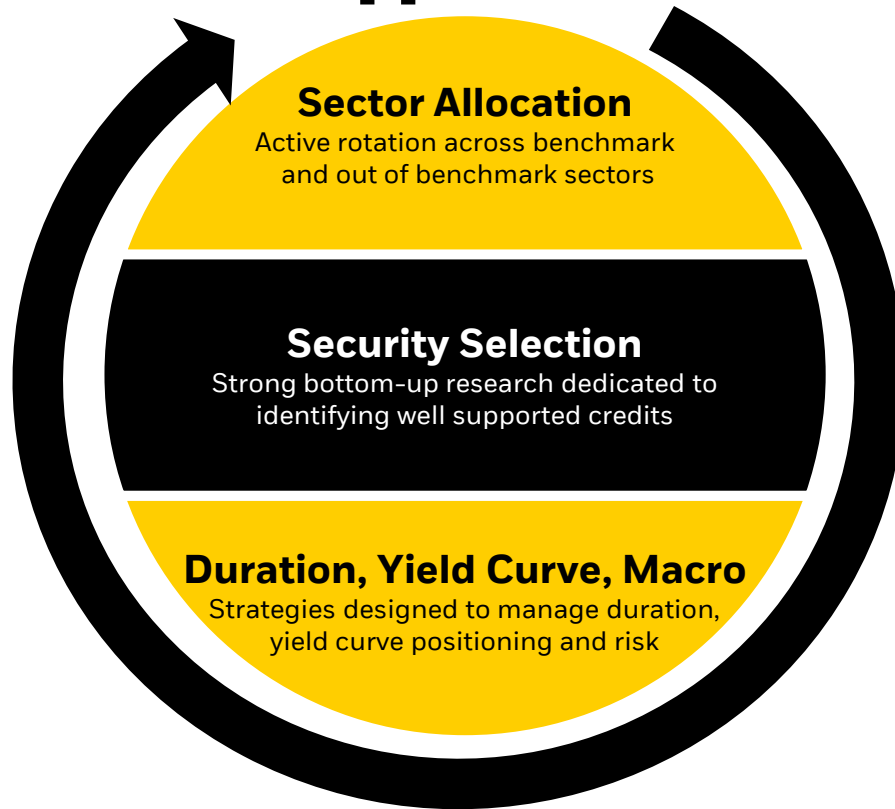 Sector Allocation
Active rotation across benchmark
and out of benchmark sectors
Security Selection
Strong bottom-up research dedicated to
identifying well supported credits
Duration, Yield Curve, Macro
Strategies designed to manage duration,
yield curve positioning and risk